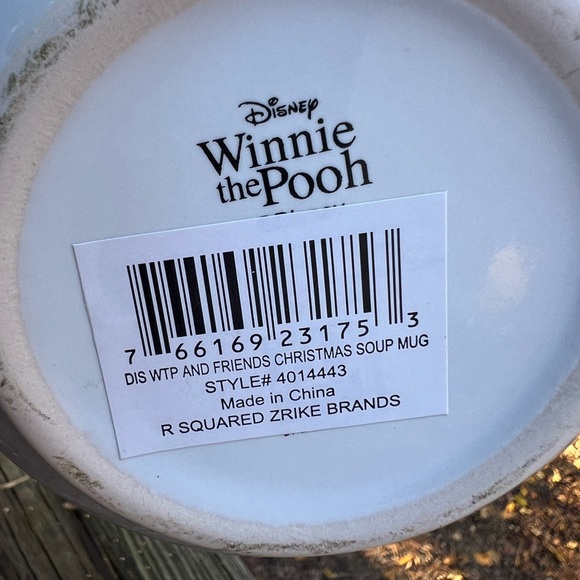 Disney
Winnie
the Pooh
7 66169 23175 3
DIS WTP AND FRIENDS CHRISTMAS SOUP MUG
STYLE# 4014443
Made in China
R SQUARED ZRIKE BRANDS